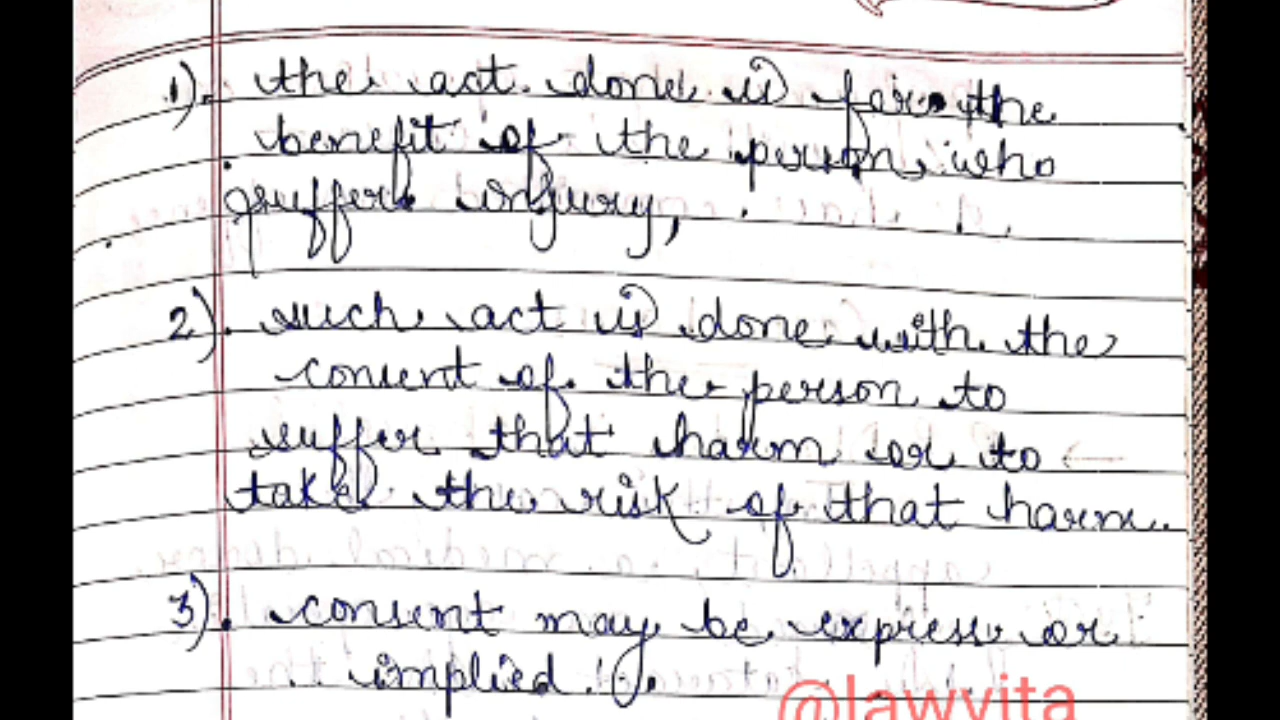 1). the act done is for the
benefit of the person, who
suffers injury,
2). such act is done with the
consent of the person to
suffer that harm or to
take the risk of that harm.
3). consent may be express or
implied.
@lawvita